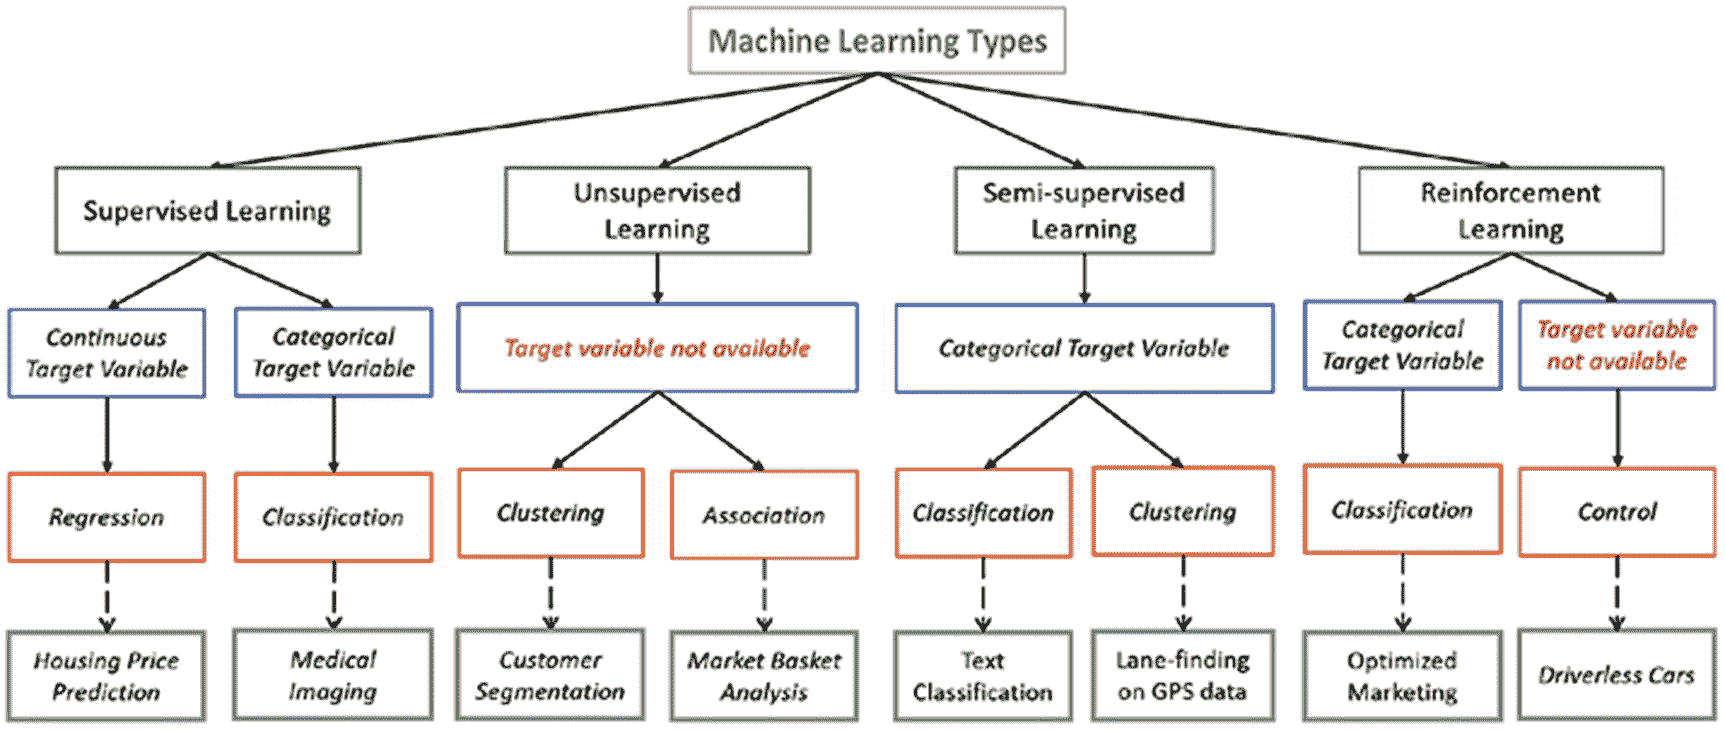 Machine Learning Types
Supervised Learning
Unsupervised
Learning
Semi-supervised
Learning
Reinforcement
Learning
Continuous
Target Variable
Categorical
Target Variable
Target variable not available
Categorical Target Variable
Categorical
Target Variable
Target variable
not available
Regression
Classification
Clustering
Association
Classification
Clustering
Classification
Control
Housing Price
Prediction
Medical
Imaging
Customer
Segmentation
Market Basket
Analysis
Text
Classification
Lane-finding
on GPS data
Optimized
Marketing
Driverless Cars